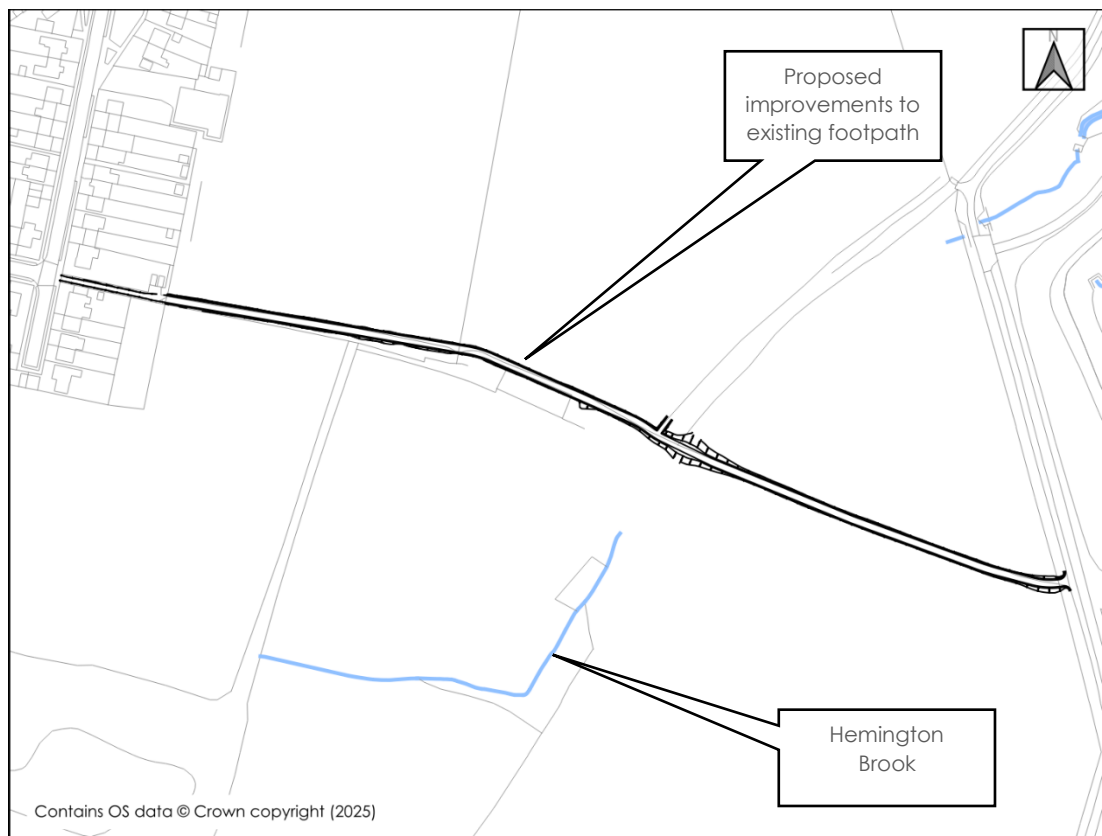 N
Proposed
improvements to
existing footpath
Hemington
Brook
Contains OS data © Crown copyright (2025)